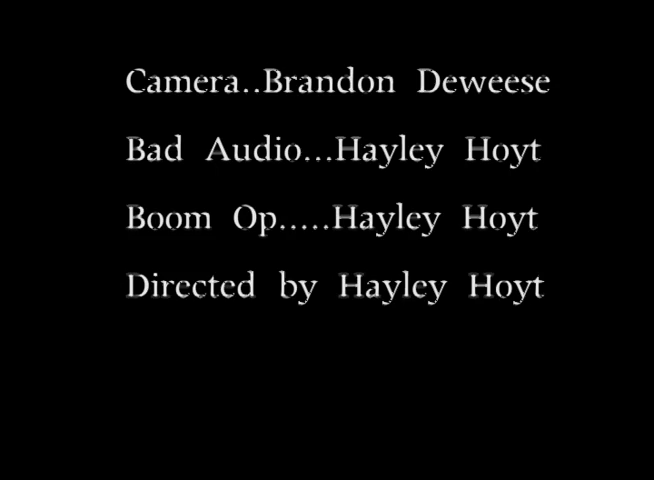 Camera..Brandon Deweese
Bad Audio...Hayley Hoyt
Boom Op.....Hayley Hoyt
Directed by Hayley Hoyt